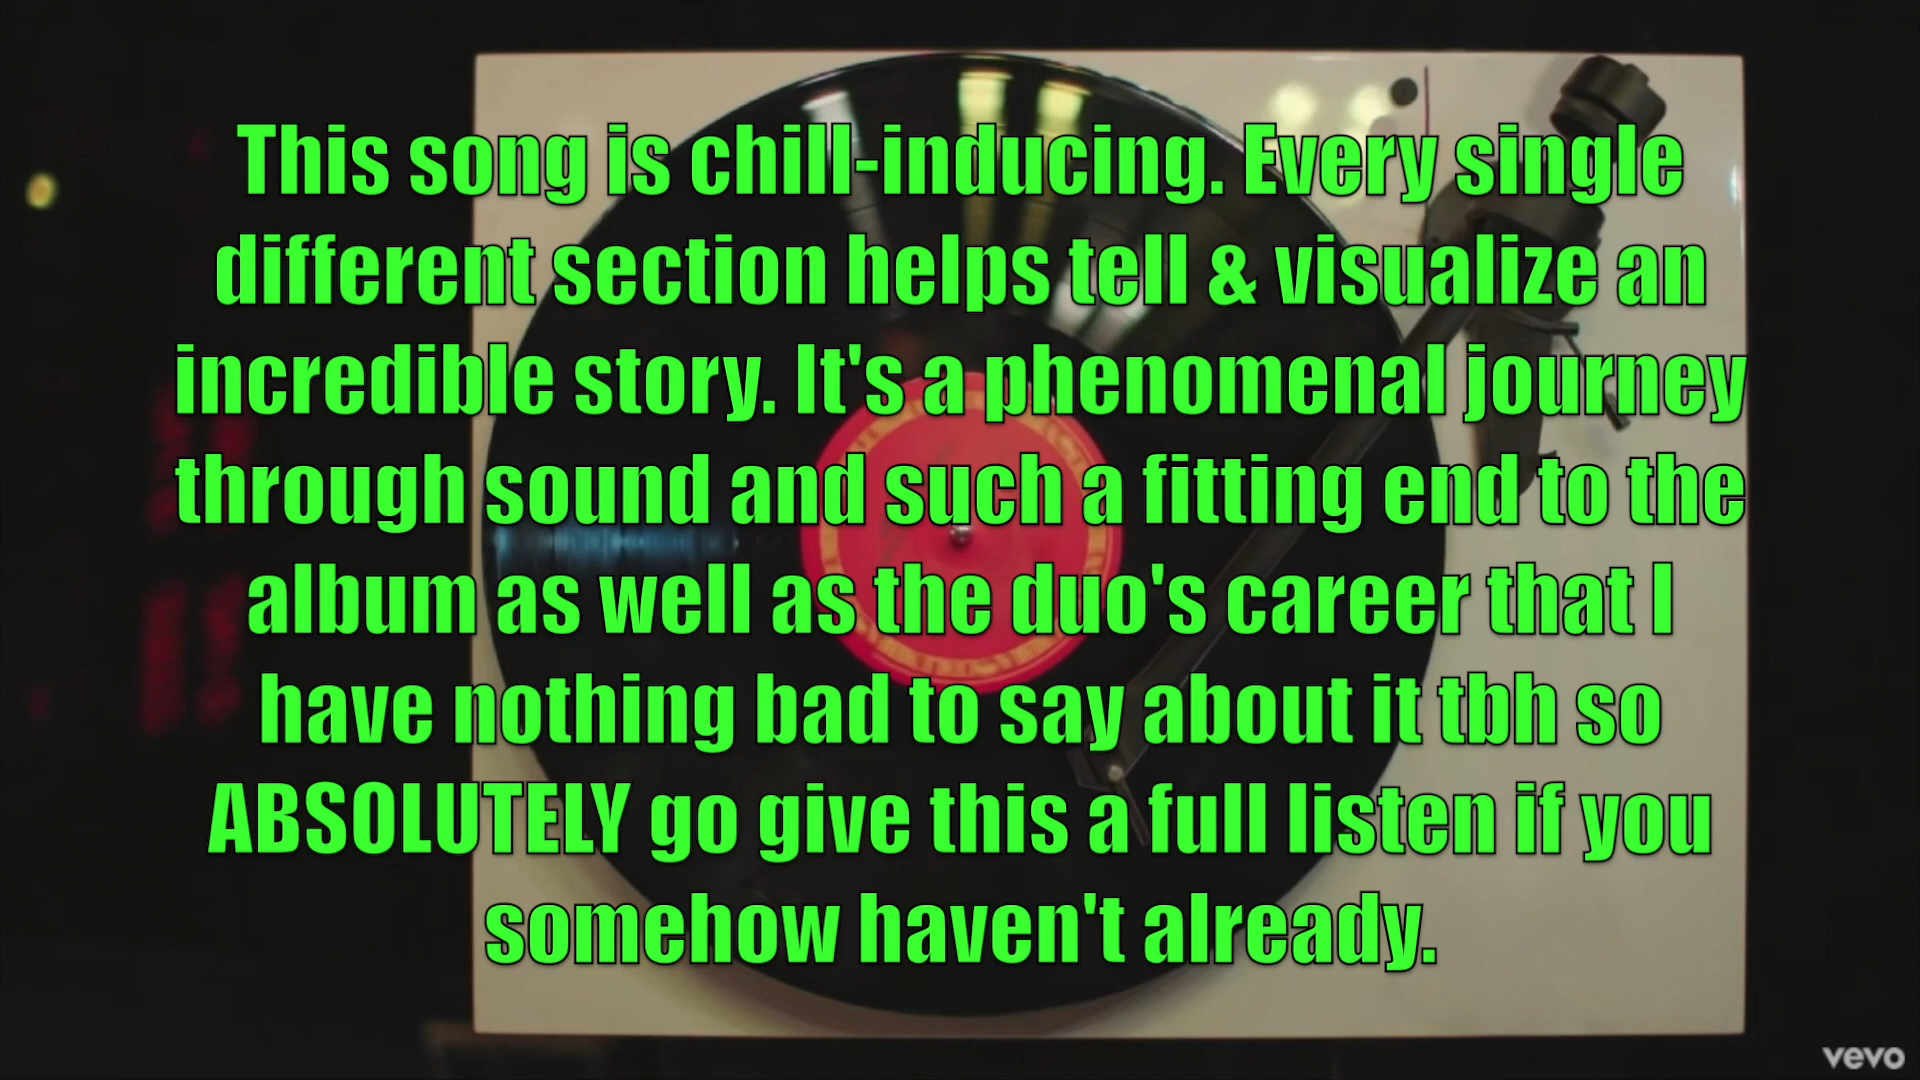 This song is chill-inducing. Every single
different section helps tell & visualize an
incredible story. It's a phenomenal journey
through sound and such a fitting end to the
album as well as the duo's career that I
have nothing bad to say about it tbh so
ABSOLUTELY go give this a full listen if you
somehow haven't already.
vevo